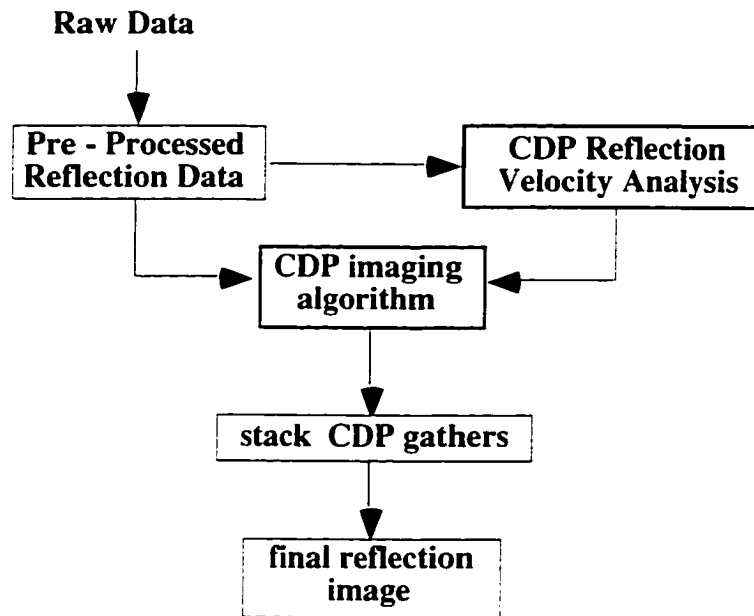 Raw Data
Pre - Processed
Reflection Data
CDP Reflection
Velocity Analysis
CDP imaging
algorithm
stack CDP gathers
final reflection
image